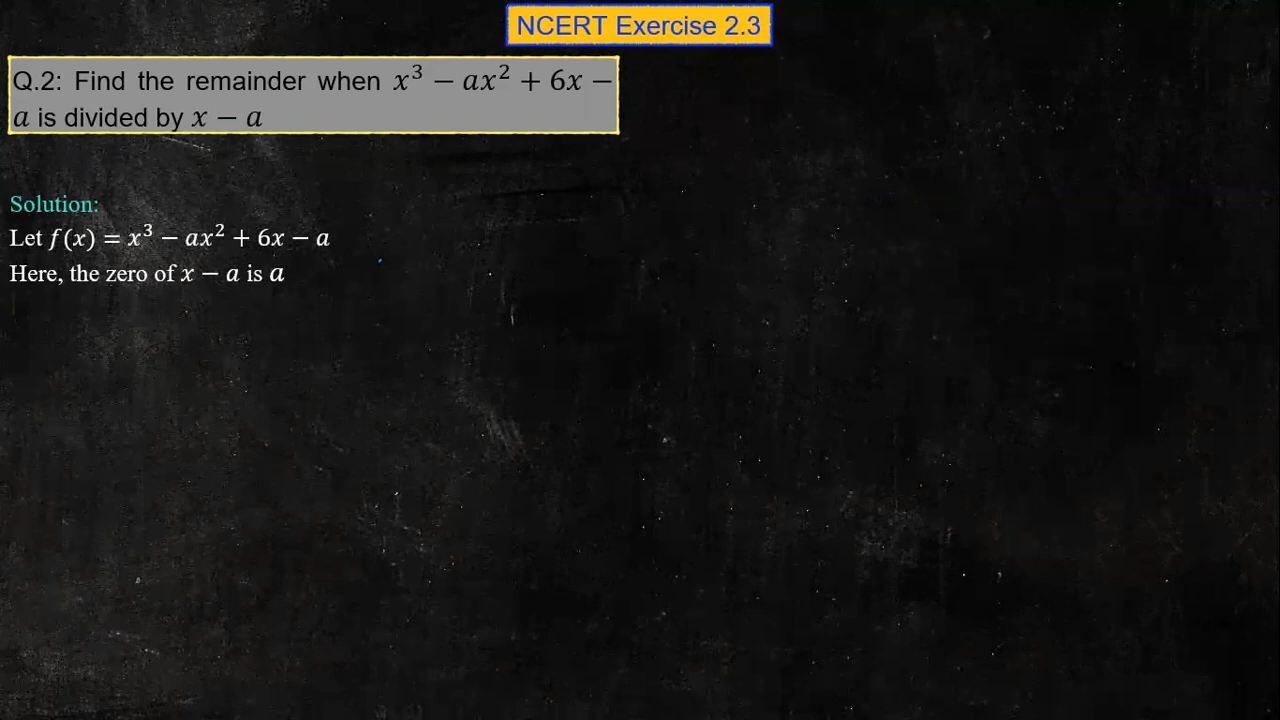 NCERT Exercise 2.3
Q.2: Find the remainder when x³ − ax² + 6x −
a is divided by x − a
Solution:
Let f(x) = x³ − ax² + 6x − a
Here, the zero of x − a is a